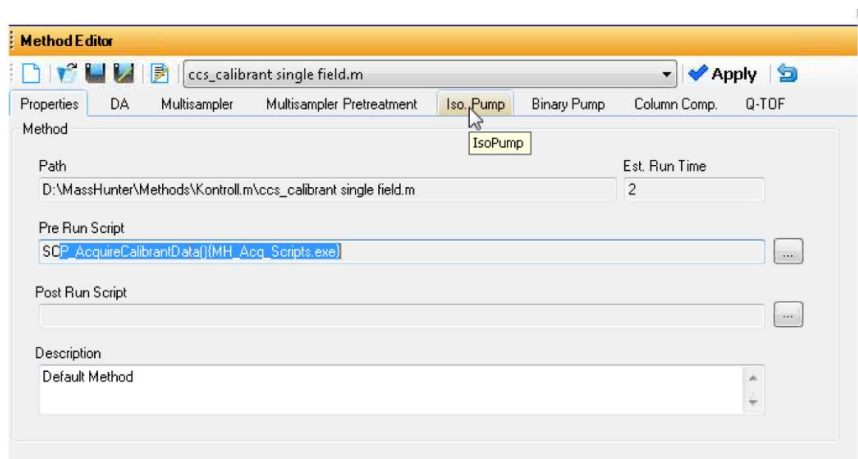 Method Editor
ccs_calibrant single field.m Apply
Properties DA Multisampler Multisampler Pretreatment Iso. Pump Binary Pump Column Comp. Q-TOF
IsoPump
Method
Path Est. Run Time
D:\MassHunter\Methods\Kontroll.m\ccs_calibrant single field.m 2
Pre Run Script
SCP_AcquireCalibrantData(){MH_Acq_Scripts.exe} ...
Post Run Script
...
Description
Default Method